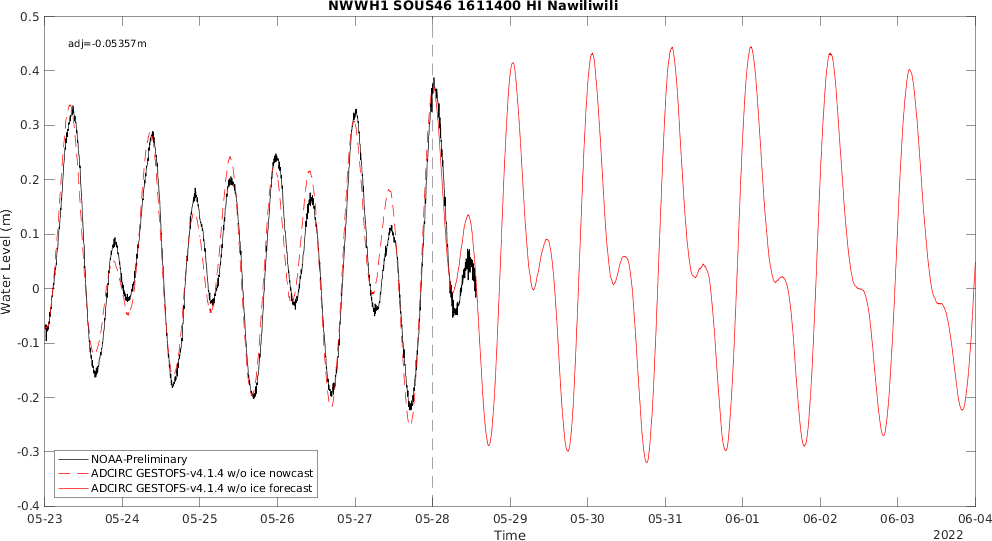 NWWH1 SOUS46 1611400 HI Nawiliwili
adj=-0.05357m
Water Level (m)
0.5
0.4
0.3
0.2
0.1
0
-0.1
-0.2
-0.3
-0.4
NOAA-Preliminary
ADCIRC GESTOFS-v4.1.4 w/o ice nowcast
ADCIRC GESTOFS-v4.1.4 w/o ice forecast
05-23 05-24 05-25 05-26 05-27 05-28 05-29 05-30 05-31 06-01 06-02 06-03 06-04
Time
2022